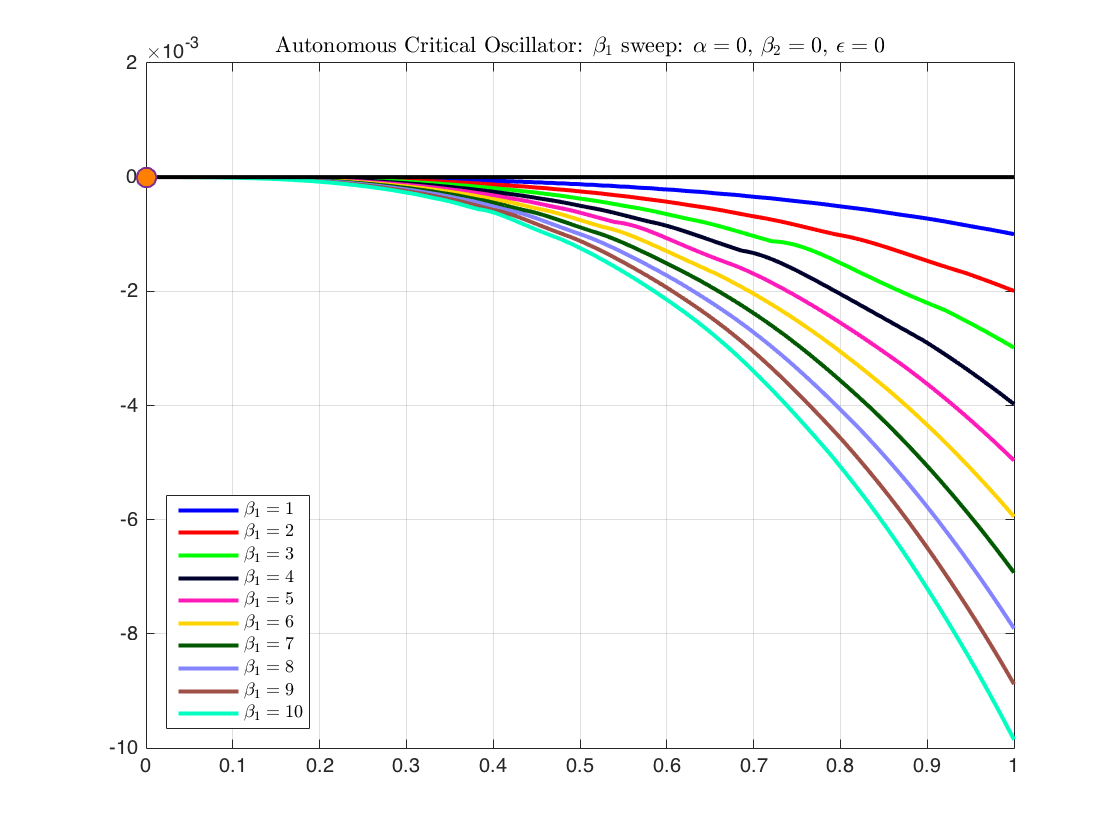 Autonomous Critical Oscillator: β₁ sweep: α = 0, β₂ = 0, ϵ = 0
×10⁻³
2
0
-2
-4
-6
-8
-10
β₁ = 1
β₁ = 2
β₁ = 3
β₁ = 4
β₁ = 5
β₁ = 6
β₁ = 7
β₁ = 8
β₁ = 9
β₁ = 10
0 0.1 0.2 0.3 0.4 0.5 0.6 0.7 0.8 0.9 1